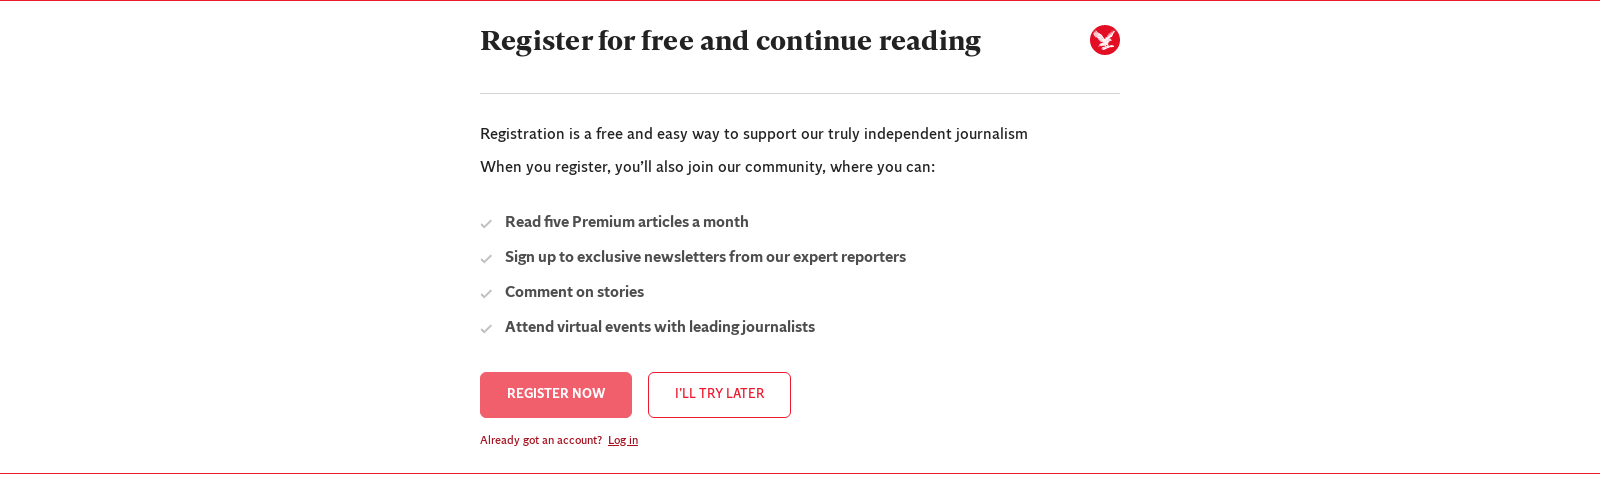 Register for free and continue reading
Registration is a free and easy way to support our truly independent journalism
When you register, you’ll also join our community, where you can:
Read five Premium articles a month
Sign up to exclusive newsletters from our expert reporters
Comment on stories
Attend virtual events with leading journalists
REGISTER NOW
I’LL TRY LATER
Already got an account? Log in